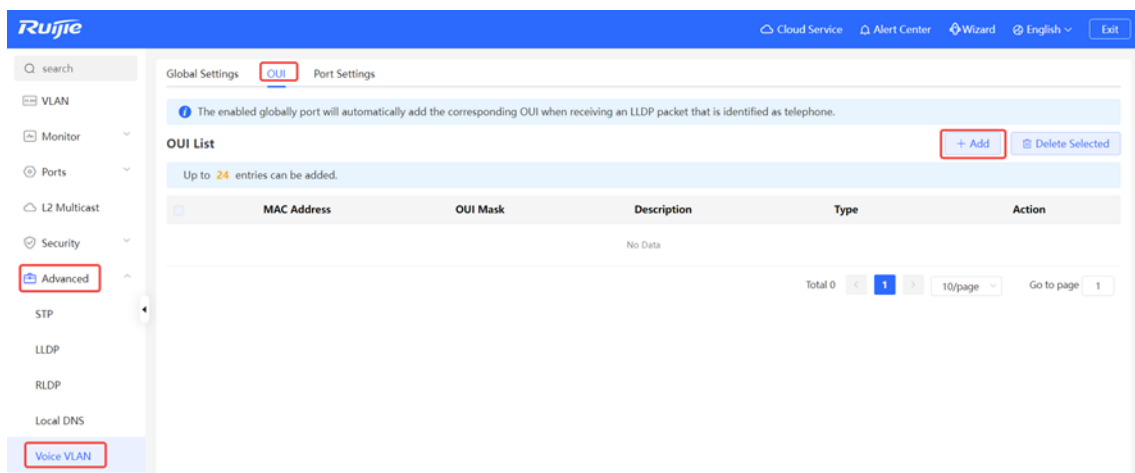 Ruijie
Cloud Service Alert Center Wizard English Exit
search
VLAN
Monitor
Ports
L2 Multicast
Security
Advanced
STP
LLDP
RLDP
Local DNS
Voice VLAN
Global Settings OUI Port Settings
The enabled globally port will automatically add the corresponding OUI when receiving an LLDP packet that is identified as telephone.
OUI List
+ Add Delete Selected
Up to 24 entries can be added.
MAC Address OUI Mask Description Type Action
No Data
Total 0 < 1 > 10/page Go to page 1